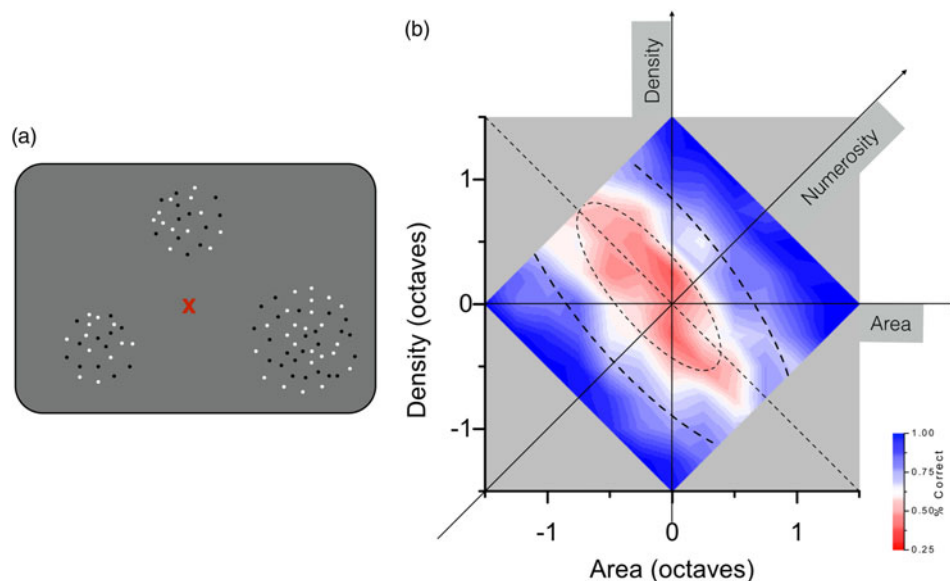 (a)
X
(b)
Density
Numerosity
Area
Density (octaves)
1
0
-1
-1
0
1
Area (octaves)
1.00
0.75
0.50
0.25
% Correct